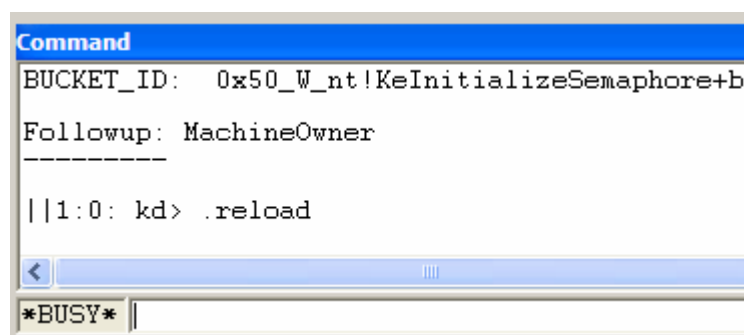 Command
BUCKET_ID:  0x50_W_nt!KeInitializeSemaphore+b
Followup: MachineOwner
---------
||1:0: kd> .reload
*BUSY*